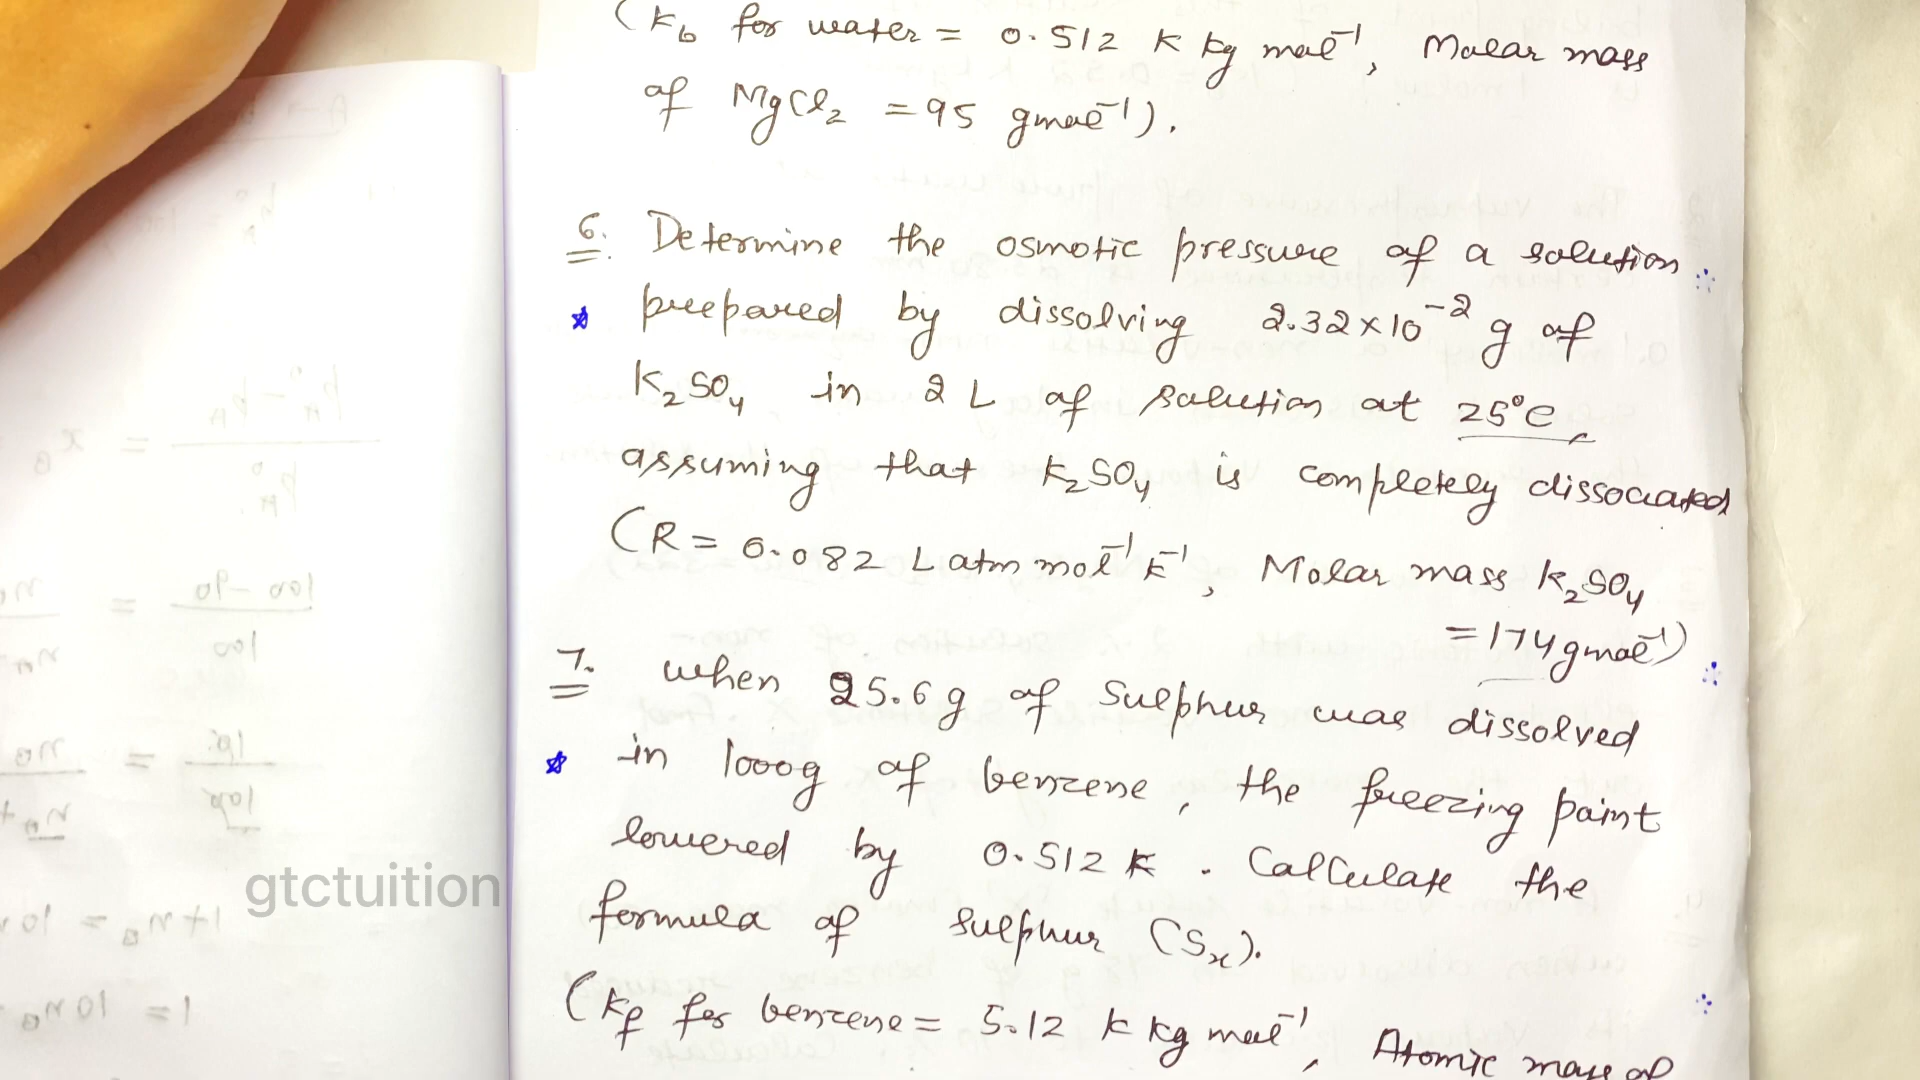 (Kb for water = 0.512 K kg mol⁻¹, Molar mass
of MgCl₂ = 95 gmol⁻¹).
6. Determine the osmotic pressure of a solution
prepared by dissolving 2.32×10⁻² g of
K₂SO₄ in 2 L of solution at 25°C,
assuming that K₂SO₄ is completely dissociated
(R = 0.082 L atm mol⁻¹ K⁻¹, Molar mass K₂SO₄
= 174 gmol⁻¹)
7. when 25.6 g of Sulphur was dissolved
in 1000g of benzene, the freezing point
lowered by 0.512 K. Calculate the
formula of sulphur (Sx).
(Kf for benzene = 5.12 K kg mol⁻¹, Atomic mass of
gtctuition